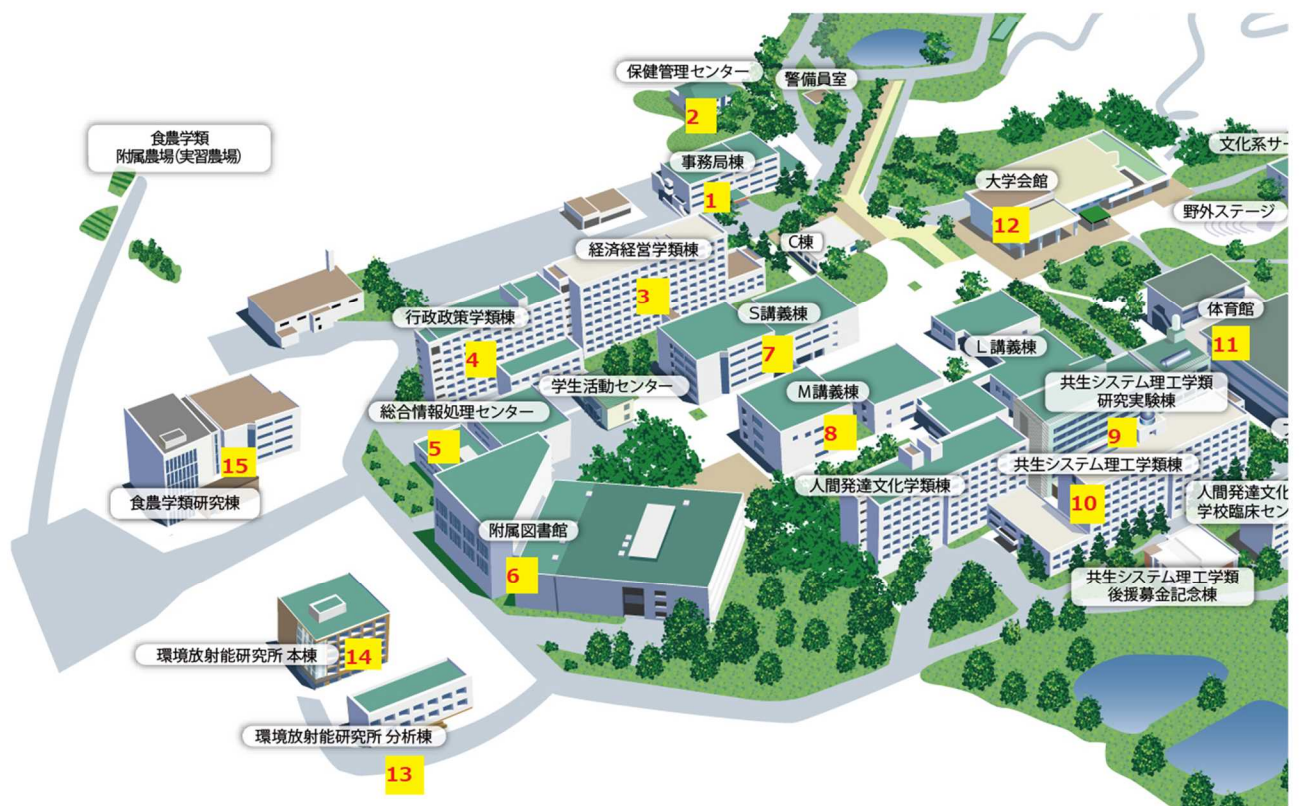 保健管理センター
警備員室
2
食農学類
附属農場(実習農場)
事務局棟
1
大学会館
12
文化系サー
野外ステージ
C棟
経済経営学類棟
3
行政政策学類棟
4
S講義棟
7
L講義棟
体育館
11
学生活動センター
M講義棟
8
共生システム理工学類
研究実験棟
9
総合情報処理センター
5
15
食農学類研究棟
人間発達文化学類棟
共生システム理工学類棟
10
人間発達文化
学校臨床セン
附属図書館
6
共生システム理工学類
後援募金記念棟
環境放射能研究所 本棟
14
環境放射能研究所 分析棟
13